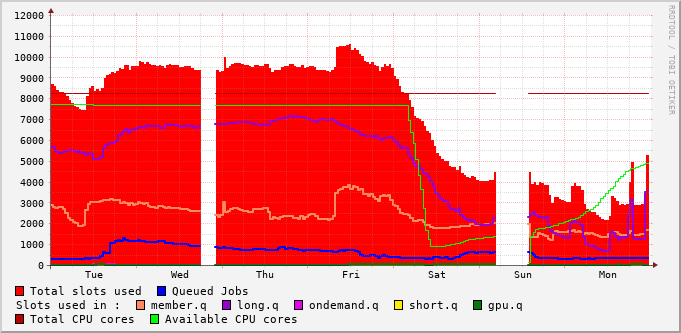 12000
11000
10000
9000
8000
7000
6000
5000
4000
3000
2000
1000
0
Tue Wed Thu Fri Sat Sun Mon
Total slots used Queued Jobs
Slots used in : member.q long.q ondemand.q short.q gpu.q
Total CPU cores Available CPU cores
RRDTOOL / TOBI OETIKER